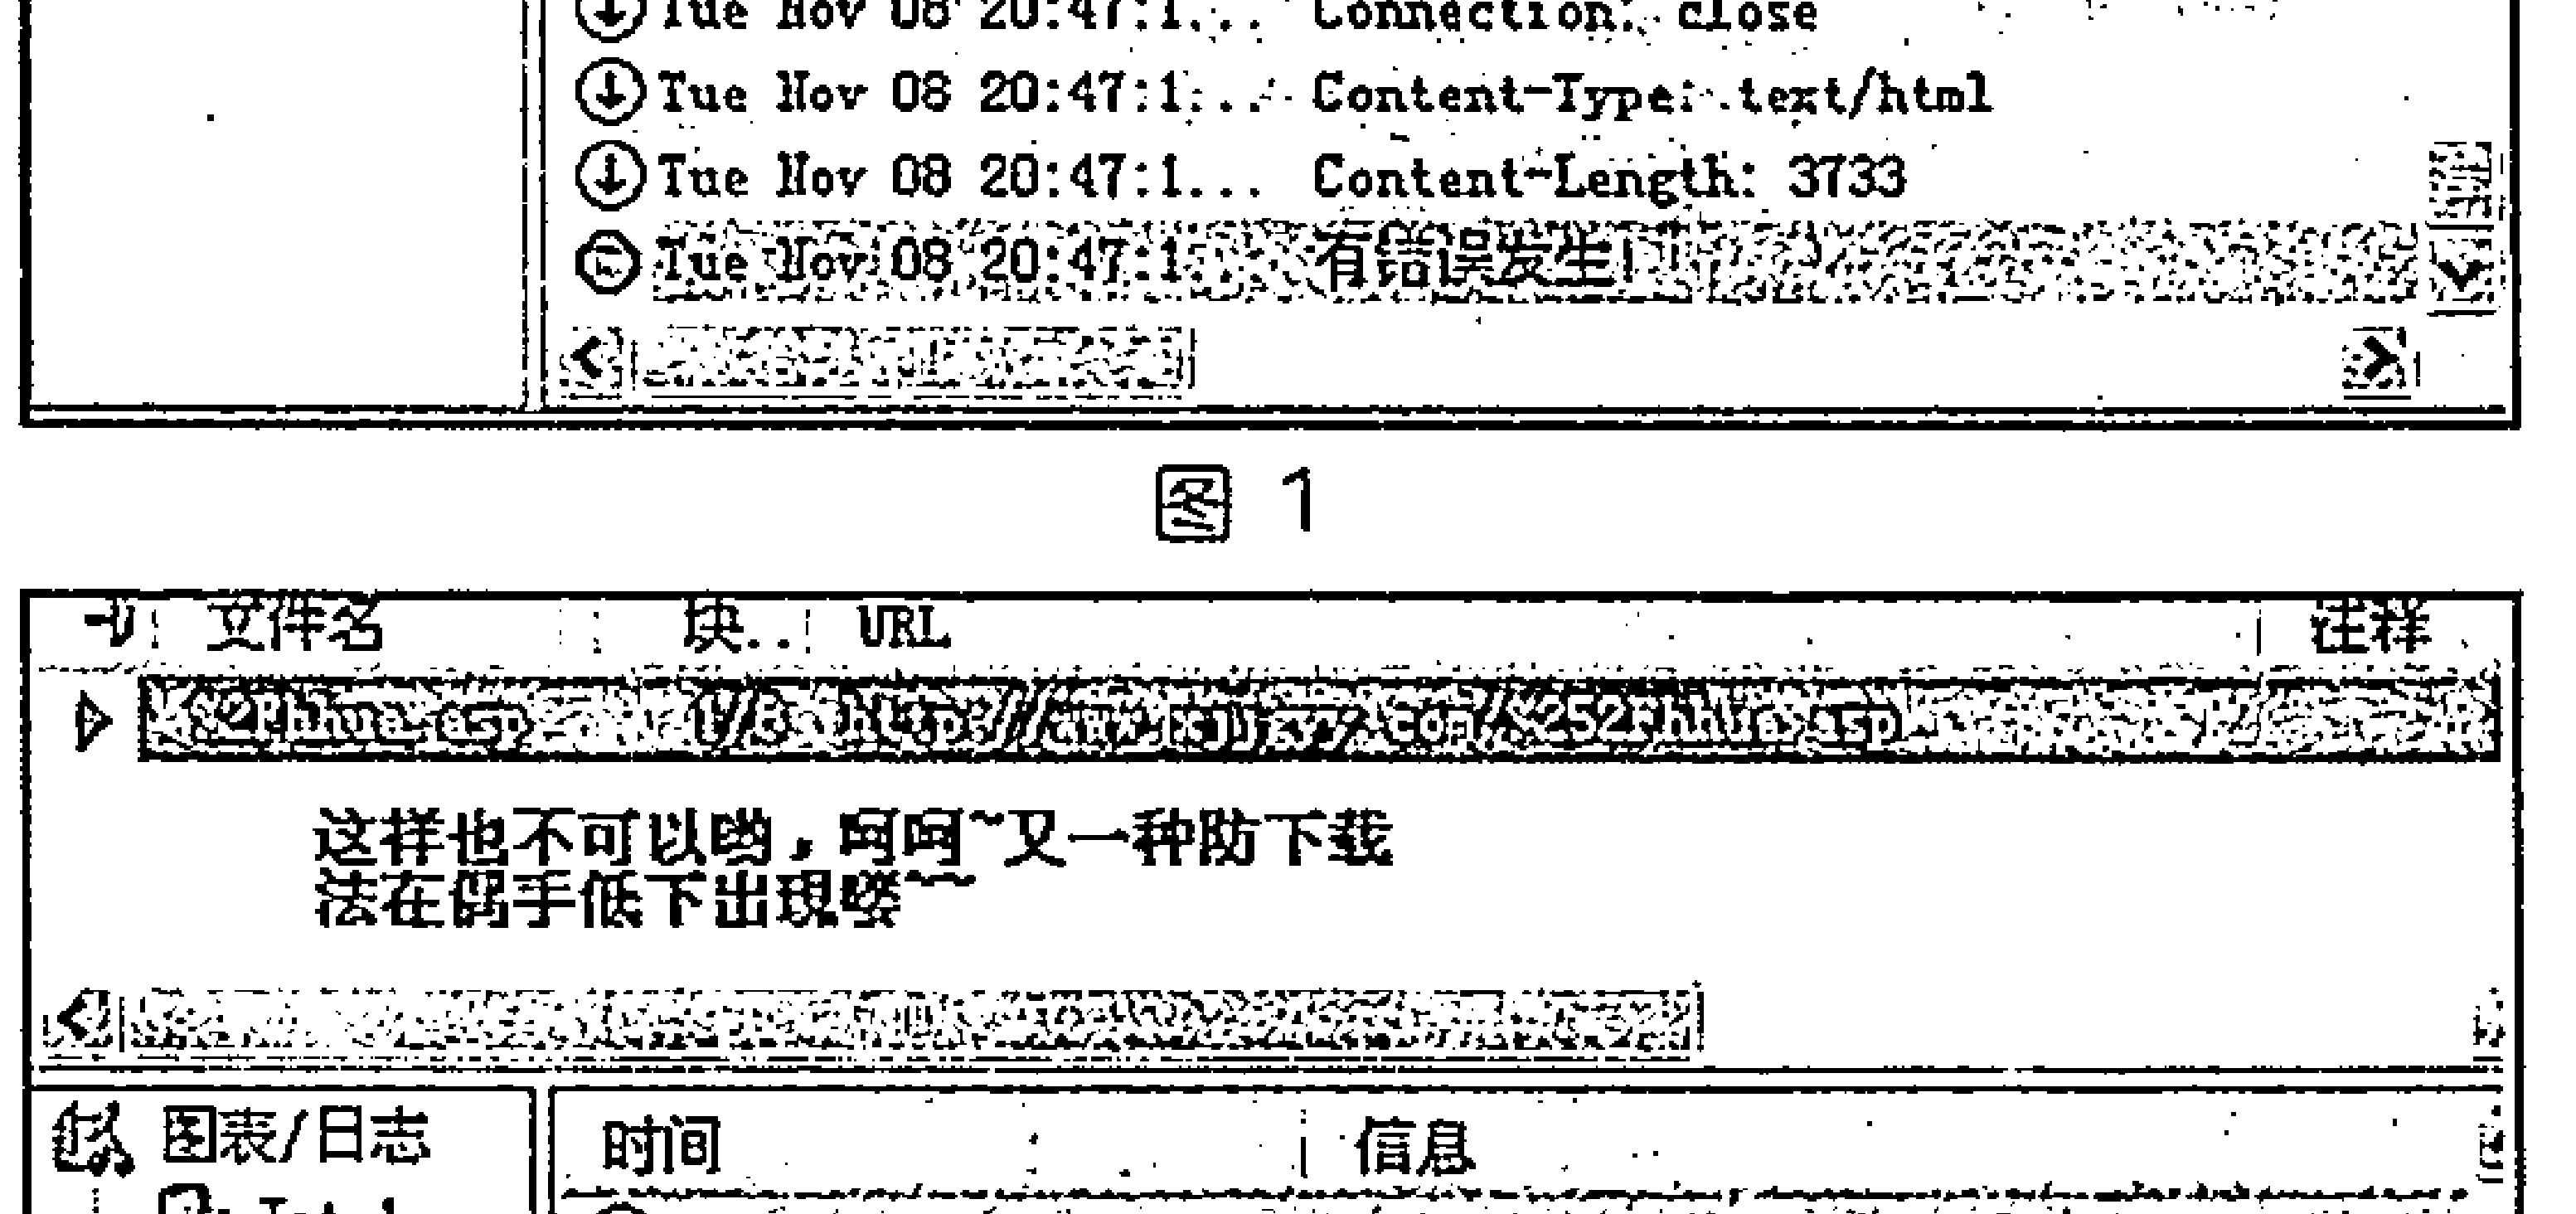 Tue Nov 08 20:47:1... Connection: close
Tue Nov 08 20:47:1... Content-Type: text/html
Tue Nov 08 20:47:1... Content-Length: 3733
Tue Nov 08 20:47:1... 有错误发生!
图 1
文件名 块.. URL 注释
%2Fhhua.asp
这样也不可以哟，呵呵~又一种防下载
法在偶手低下出现喽~~
图表/日志 时间 信息